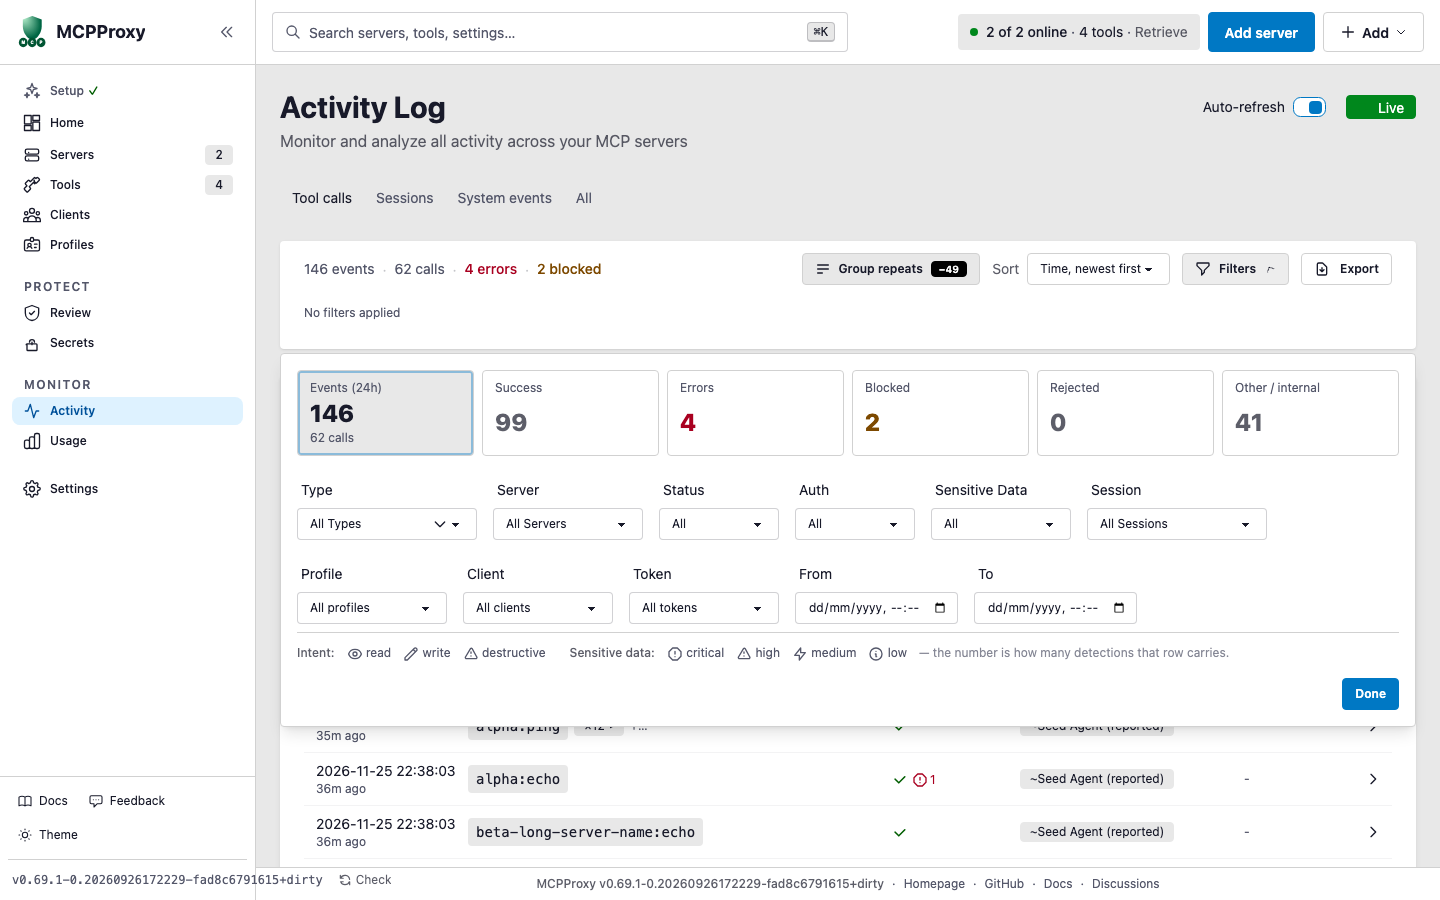 MCPProxy
Search servers, tools, settings...
⌘K
2 of 2 online · 4 tools · Retrieve
Add server
Add
Setup
Home
Servers 2
Tools 4
Clients
Profiles
PROTECT
Review
Secrets
MONITOR
Activity
Usage
Settings
Docs
Feedback
Theme
v0.69.1-0.20260926172229-fad8c6791615+dirty
Check
Activity Log
Monitor and analyze all activity across your MCP servers
Auto-refresh
Live
Tool calls
Sessions
System events
All
146 events · 62 calls · 4 errors · 2 blocked
Group repeats −49
Sort
Time, newest first
Filters
Export
No filters applied
Events (24h)
146
62 calls
Success
99
Errors
4
Blocked
2
Rejected
0
Other / internal
41
Type
Server
Status
Auth
Sensitive Data
Session
All Types
All Servers
All
All
All
All Sessions
Profile
Client
Token
From
To
All profiles
All clients
All tokens
dd/mm/yyyy, --:--
dd/mm/yyyy, --:--
Intent: read write destructive Sensitive data: critical high medium low — the number is how many detections that row carries.
Done
alpha:ping
~Seed Agent (reported)
35m ago
2026-11-25 22:38:03
36m ago
alpha:echo
1
~Seed Agent (reported)
-
2026-11-25 22:38:03
36m ago
beta-long-server-name:echo
~Seed Agent (reported)
-
MCPProxy v0.69.1-0.20260926172229-fad8c6791615+dirty · Homepage · GitHub · Docs · Discussions